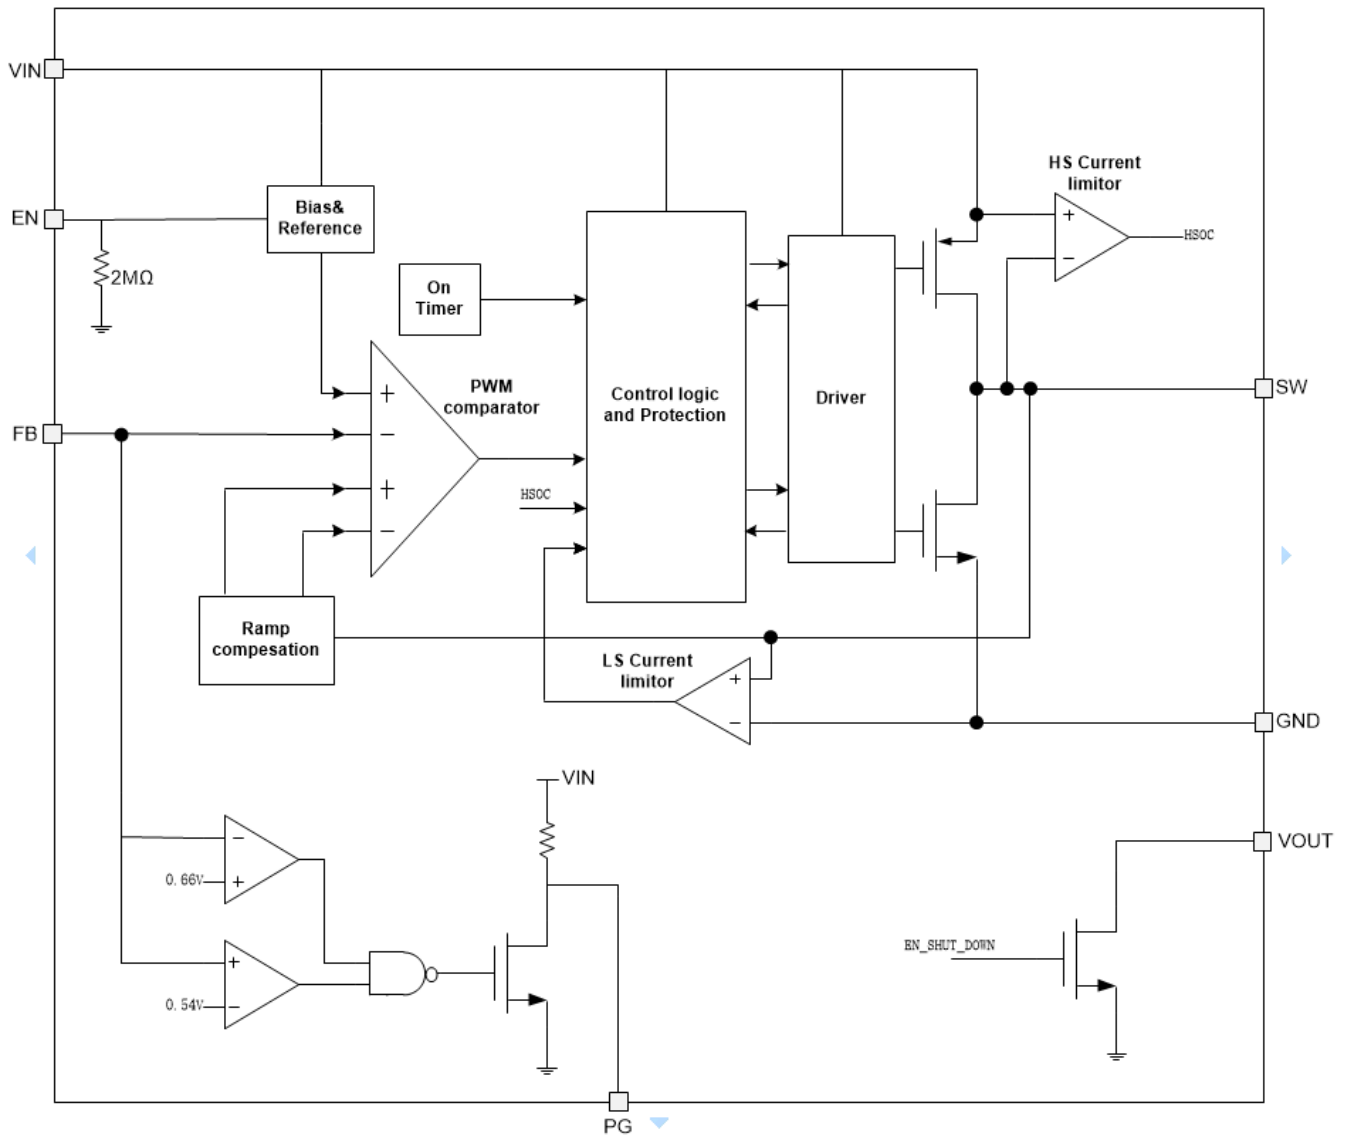 VIN
HS Current
limitor
EN
Bias&
Reference
+
HSOC
−
2MΩ
On
Timer
PWM
comparator
Control logic
and Protection
Driver
SW
FB
+
−
+
−
HSOC
Ramp
compesation
LS Current
limitor
+
−
GND
VIN
VOUT
−
0.66V
+
EN_SHUT_DOWN
+
0.54V
−
PG